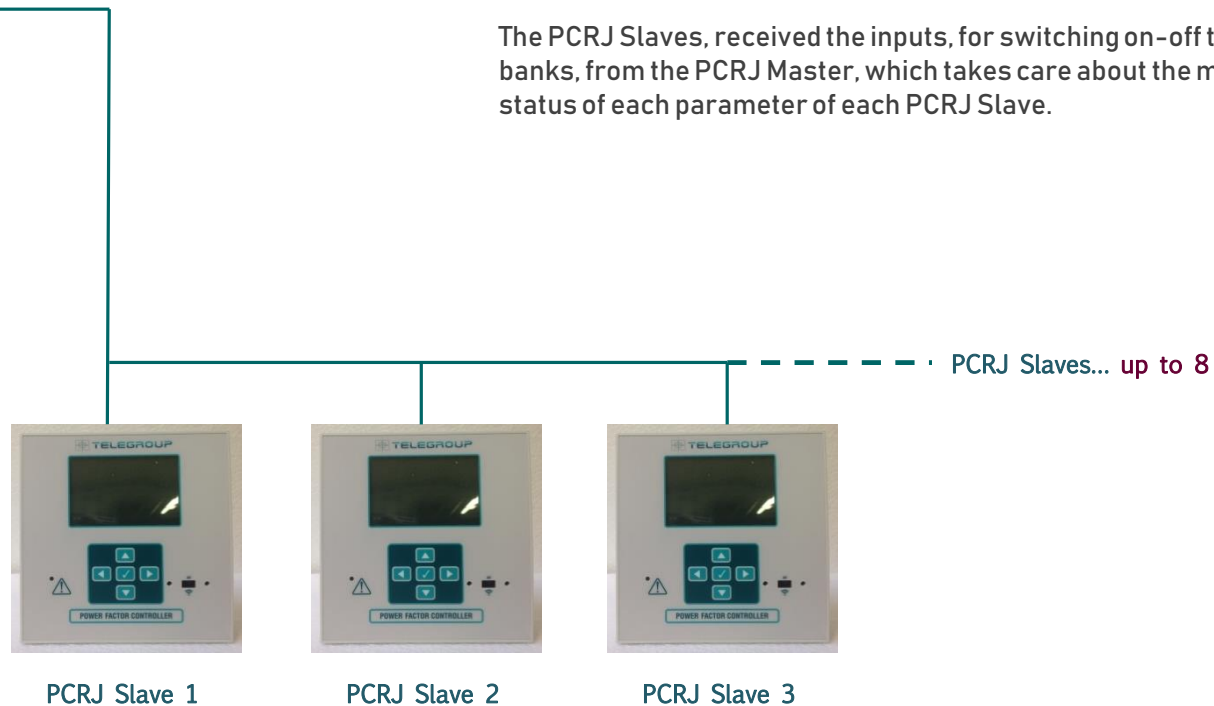 The PCRJ Slaves, received the inputs, for switching on-off
banks, from the PCRJ Master, which takes care about the
status of each parameter of each PCRJ Slave.
PCRJ Slaves... up to 8
TELEGROUP
TELEGROUP
TELEGROUP
POWER FACTOR CONTROLLER
POWER FACTOR CONTROLLER
POWER FACTOR CONTROLLER
PCRJ Slave 1
PCRJ Slave 2
PCRJ Slave 3